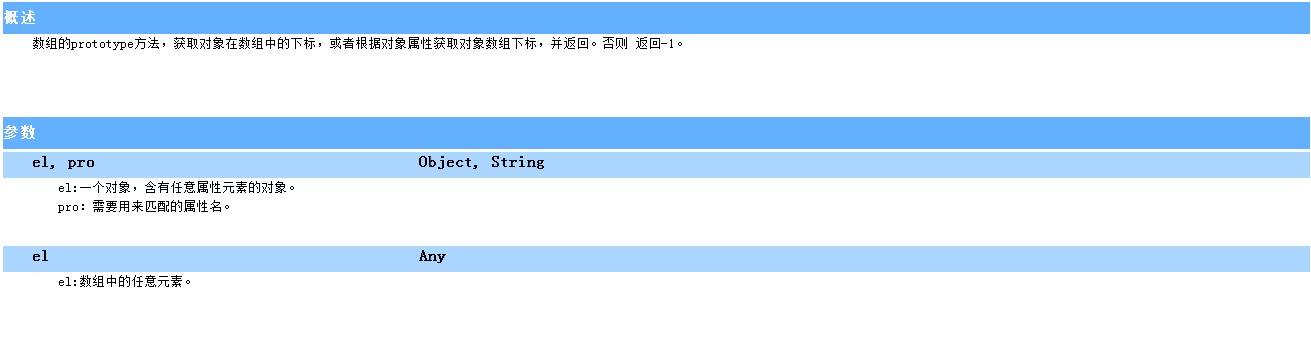 概述
数组的prototype方法，获取对象在数组中的下标，或者根据对象属性获取对象数组下标，并返回。否则 返回-1。
参数
el, pro Object, String
el:一个对象，含有任意属性元素的对象。
pro: 需要用来匹配的属性名。
el Any
el:数组中的任意元素。